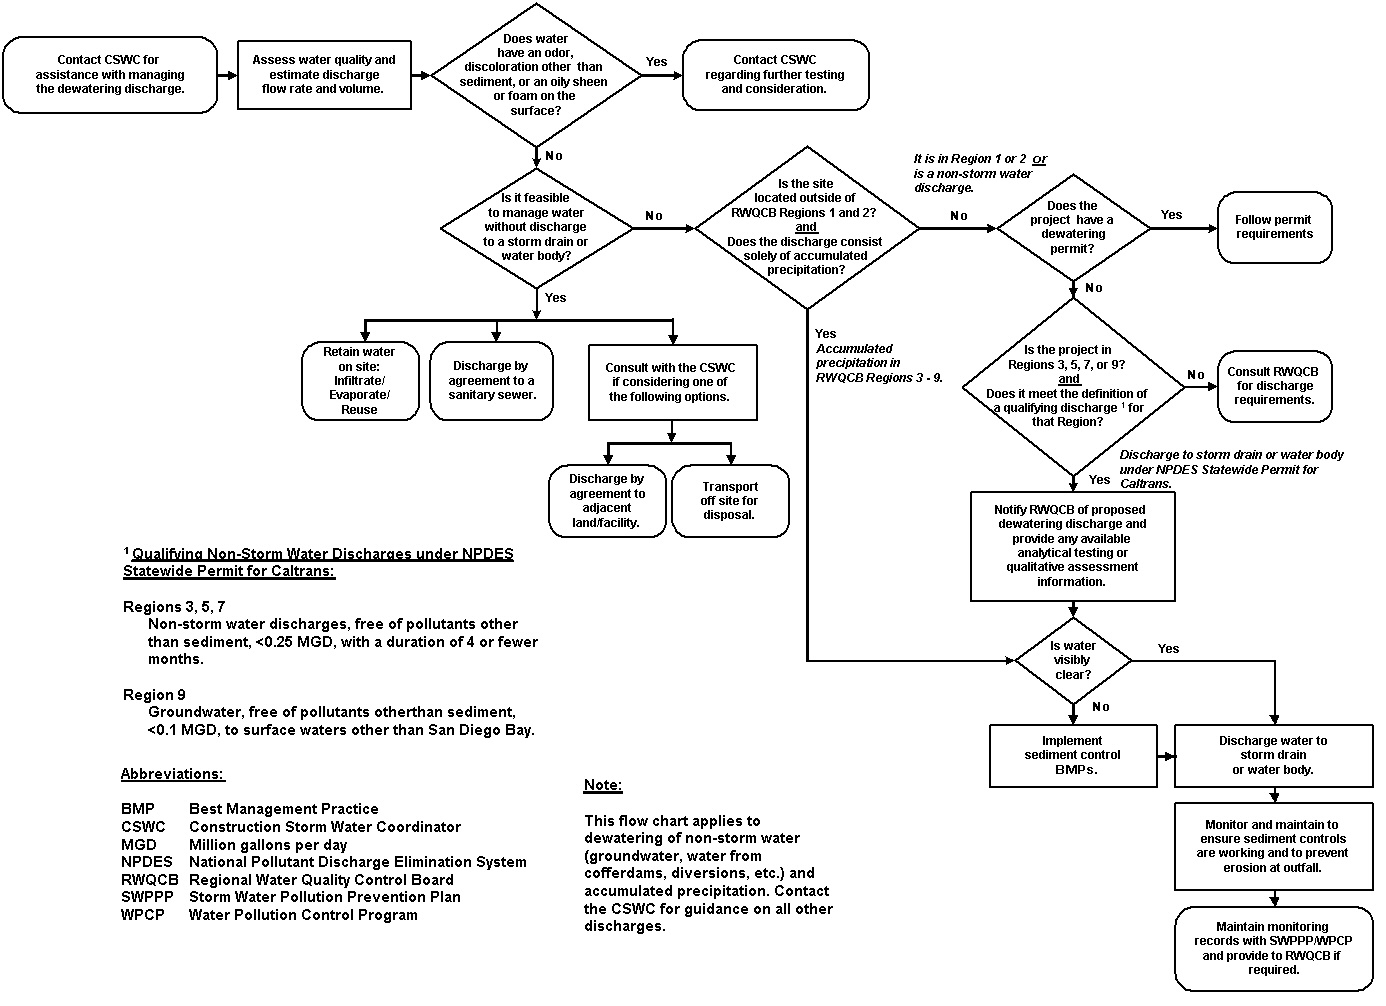 Contact CSWC for
assistance with managing
the dewatering discharge.
Assess water quality and
estimate discharge
flow rate and volume.
Does water
have an odor,
discoloration other than
sediment, or an oily sheen
or foam on the
surface?
Yes
Contact CSWC
regarding further testing
and consideration.
No
Is it feasible
to manage water
without discharge
to a storm drain or
water body?
No
Is the site
located outside of
RWQCB Regions 1 and 2?
and
Does the discharge consist
solely of accumulated
precipitation?
It is in Region 1 or 2 or
is a non-storm water
discharge.
No
Does the
project have a
dewatering
permit?
Yes
Follow permit
requirements
Yes
No
Retain water
on site:
Infiltrate/
Evaporate/
Reuse
Discharge by
agreement to a
sanitary sewer.
Consult with the CSWC
if considering one of
the following options.
Yes
Accumulated
precipitation in
RWQCB Regions 3 - 9.
Is the project in
Regions 3, 5, 7, or 9?
and
Does it meet the definition of
a qualifying discharge 1 for
that Region?
No
Consult RWQCB
for discharge
requirements.
Discharge by
agreement to
adjacent
land/facility.
Transport
off site for
disposal.
Yes
Discharge to storm drain or water body
under NPDES Statewide Permit for
Caltrans.
Notify RWQCB of proposed
dewatering discharge and
provide any available
analytical testing or
qualitative assessment
information.
Is water
visibly
clear?
Yes
No
Implement
sediment control
BMPs.
Discharge water to
storm drain
or water body.
Monitor and maintain to
ensure sediment controls
are working and to prevent
erosion at outfall.
Maintain monitoring
records with SWPPP/WPCP
and provide to RWQCB if
required.
1 Qualifying Non-Storm Water Discharges under NPDES
Statewide Permit for Caltrans:
Regions 3, 5, 7
Non-storm water discharges, free of pollutants other
than sediment, <0.25 MGD, with a duration of 4 or fewer
months.
Region 9
Groundwater, free of pollutants otherthan sediment,
<0.1 MGD, to surface waters other than San Diego Bay.
Abbreviations:
BMP Best Management Practice
CSWC Construction Storm Water Coordinator
MGD Million gallons per day
NPDES National Pollutant Discharge Elimination System
RWQCB Regional Water Quality Control Board
SWPPP Storm Water Pollution Prevention Plan
WPCP Water Pollution Control Program
Note:
This flow chart applies to
dewatering of non-storm water
(groundwater, water from
cofferdams, diversions, etc.) and
accumulated precipitation. Contact
the CSWC for guidance on all other
discharges.